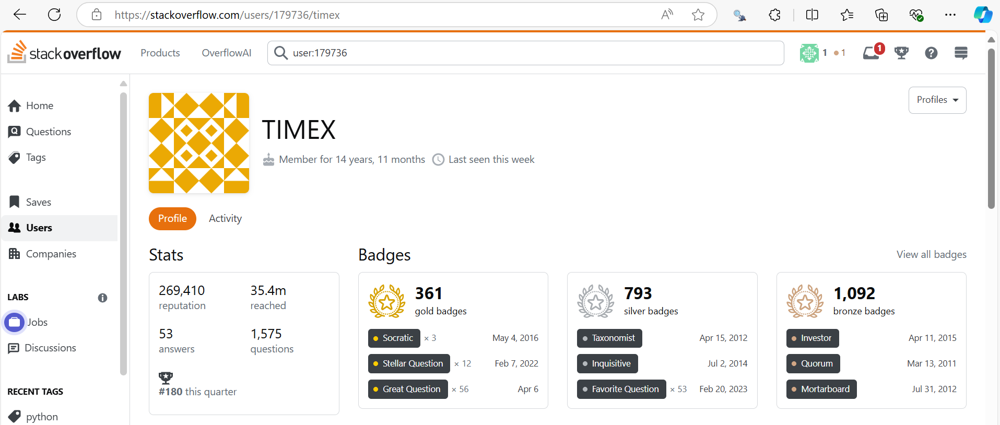 https://stackoverflow.com/users/179736/timex
stackoverflow Products OverflowAI user:179736 1 1 1
Home
Questions
Tags
Saves
Users
Companies
LABS
Jobs
Discussions
RECENT TAGS
python
Profiles
TIMEX
Member for 14 years, 11 months Last seen this week
Profile Activity
Stats
269,410 35.4m
reputation reached
53 1,575
answers questions
#180 this quarter
Badges View all badges
361
gold badges
Socratic × 3 May 4, 2016
Stellar Question × 12 Feb 7, 2022
Great Question × 56 Apr 6
793
silver badges
Taxonomist Apr 15, 2012
Inquisitive Jul 2, 2014
Favorite Question × 53 Feb 20, 2023
1,092
bronze badges
Investor Apr 11, 2015
Quorum Mar 13, 2011
Mortarboard Jul 31, 2012